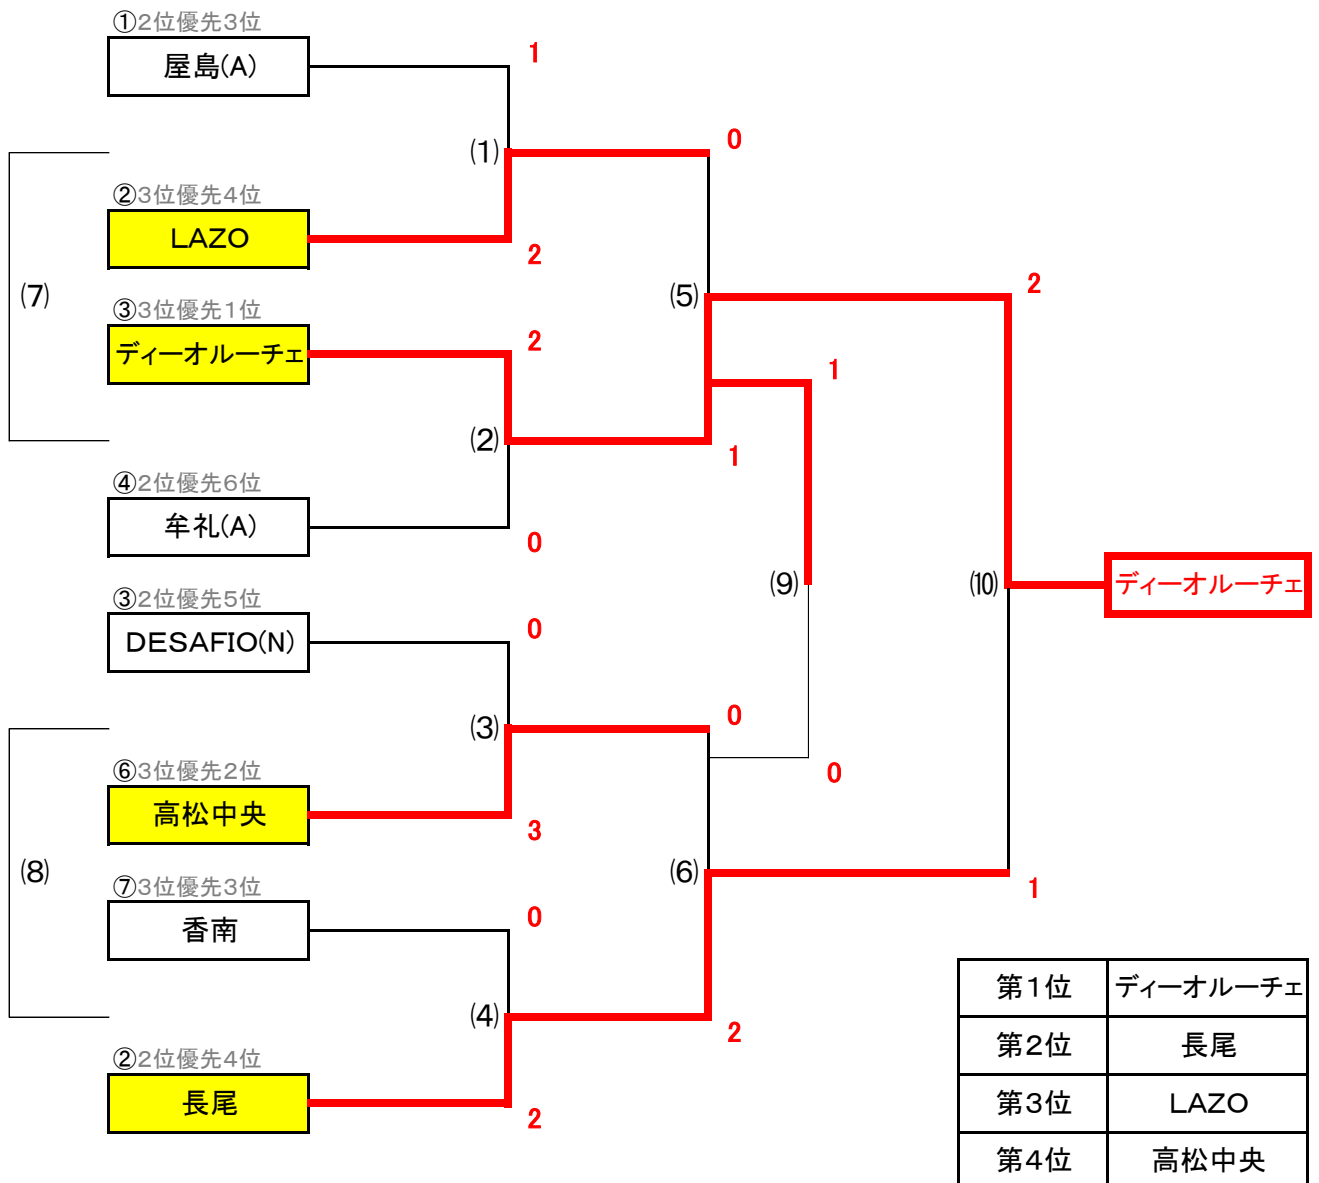 ①2位優先3位
屋島(A)
1
(1)
0
②3位優先4位
LAZO
2
(7)
(5)
2
③3位優先1位
ディーオルーチェ
2
1
(2)
1
④2位優先6位
牟礼(A)
0
(9)
(10)
ディーオルーチェ
③2位優先5位
DESAFIO(N)
0
(3)
0
⑥3位優先2位
高松中央
3
0
(8)
(6)
1
⑦3位優先3位
香南
0
(4)
2
②2位優先4位
長尾
2
第1位 ディーオルーチェ
第2位 長尾
第3位 LAZO
第4位 高松中央